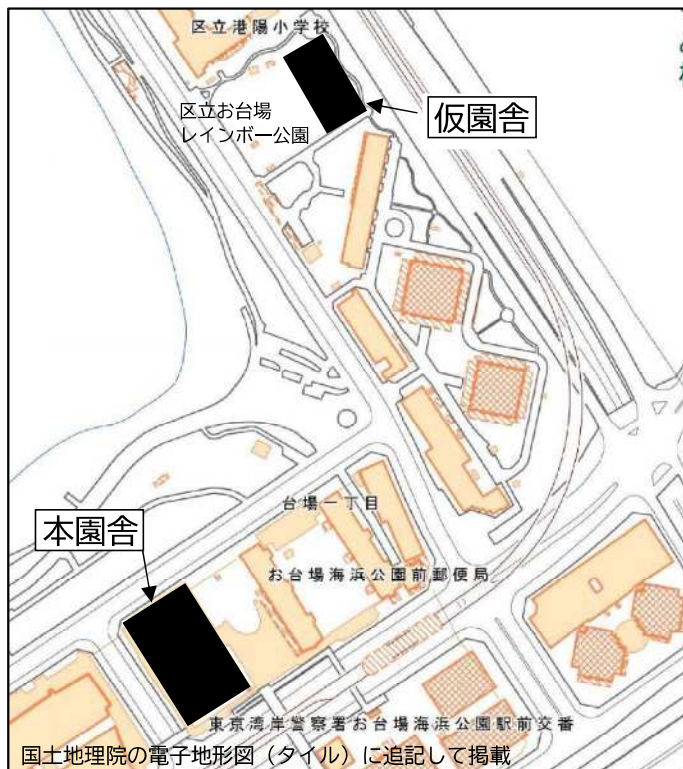 区立港陽小学校
区立お台場
レインボー公園
仮園舎
台場一丁目
本園舎
お台場海浜公園前郵便局
東京湾岸警察署お台場海浜公園駅前交番
国土地理院の電子地形図（タイル）に追記して掲載